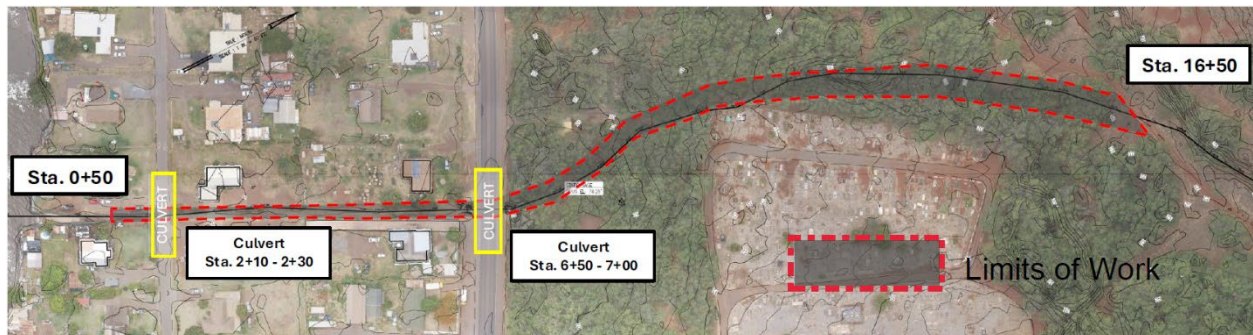 Sta. 16+50
Sta. 0+50
CULVERT
CULVERT
Culvert
Sta. 2+10 - 2+30
Culvert
Sta. 6+50 - 7+00
Limits of Work